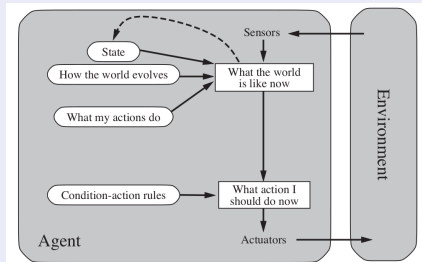 Sensors
State
How the world evolves
What the world
is like now
What my actions do
Condition-action rules
What action I
should do now
Agent
Actuators
Environment